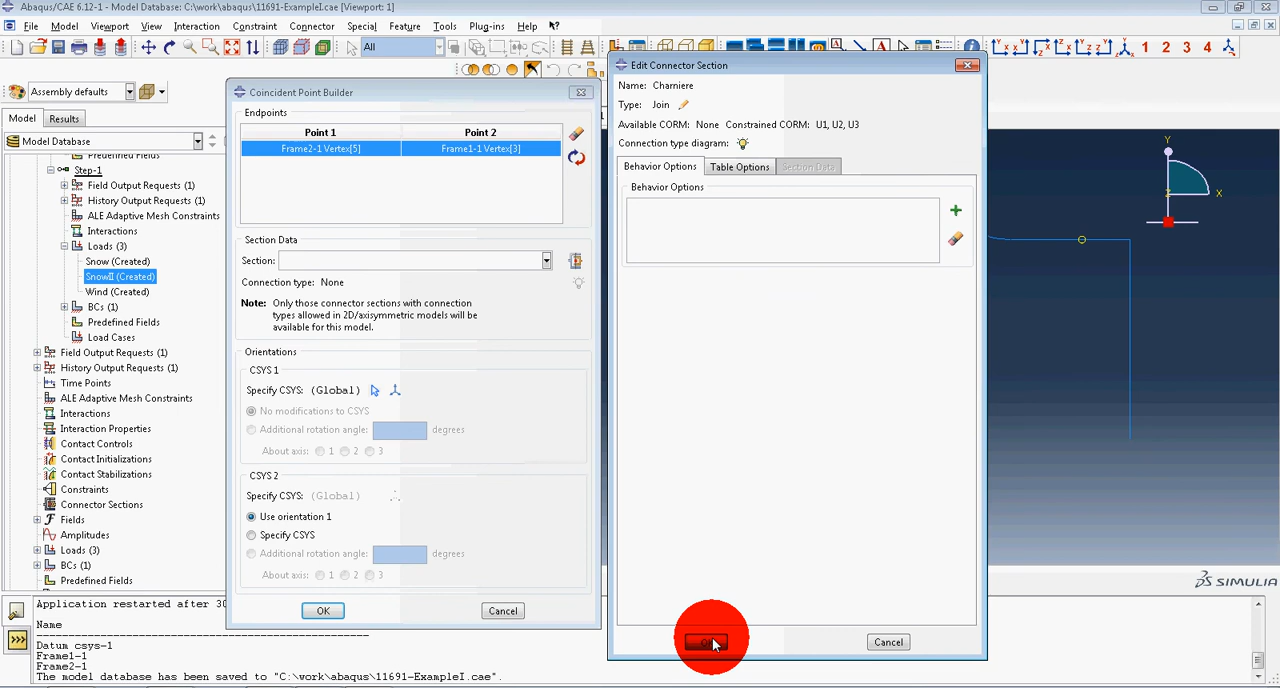 Abaqus/CAE 6.12-1 - Model Database: C:\work\abaqus\11691-ExampleI.cae [Viewport: 1]
File Model Viewport View Interaction Constraint Connector Special Feature Tools Plug-ins Help
All
1 2 3 4
Assembly defaults
Model Results
Model Database
Predefined Fields
Step-1
Field Output Requests (1)
History Output Requests (1)
ALE Adaptive Mesh Constraints
Interactions
Loads (3)
Snow (Created)
SnowII (Created)
Wind (Created)
BCs (1)
Predefined Fields
Load Cases
Field Output Requests (1)
History Output Requests (1)
Time Points
ALE Adaptive Mesh Constraints
Interactions
Interaction Properties
Contact Controls
Contact Initializations
Contact Stabilizations
Constraints
Connector Sections
Fields
Amplitudes
Loads (3)
BCs (1)
Predefined Fields
Coincident Point Builder
Endpoints
Point 1 Point 2
Frame2-1 Vertex[5] Frame1-1 Vertex[3]
Section Data
Section:
Connection type: None
Note: Only those connector sections with connection
types allowed in 2D/axisymmetric models will be
available for this model.
Orientations
CSYS 1
Specify CSYS: (Global)
No modifications to CSYS
Additional rotation angle: degrees
About axis: 1 2 3
CSYS 2
Specify CSYS: (Global)
Use orientation 1
Specify CSYS
Additional rotation angle: degrees
About axis: 1 2 3
OK Cancel
Edit Connector Section
Name: Charniere
Type: Join
Available CORM: None Constrained CORM: U1, U2, U3
Connection type diagram:
Behavior Options Table Options Section Data
Behavior Options
Cancel
Y
Z X
SIMULIA
Application restarted after 30
Name
Datum csys-1
Frame1-1
Frame2-1
The model database has been saved to "C:\work\abaqus\11691-ExampleI.cae".